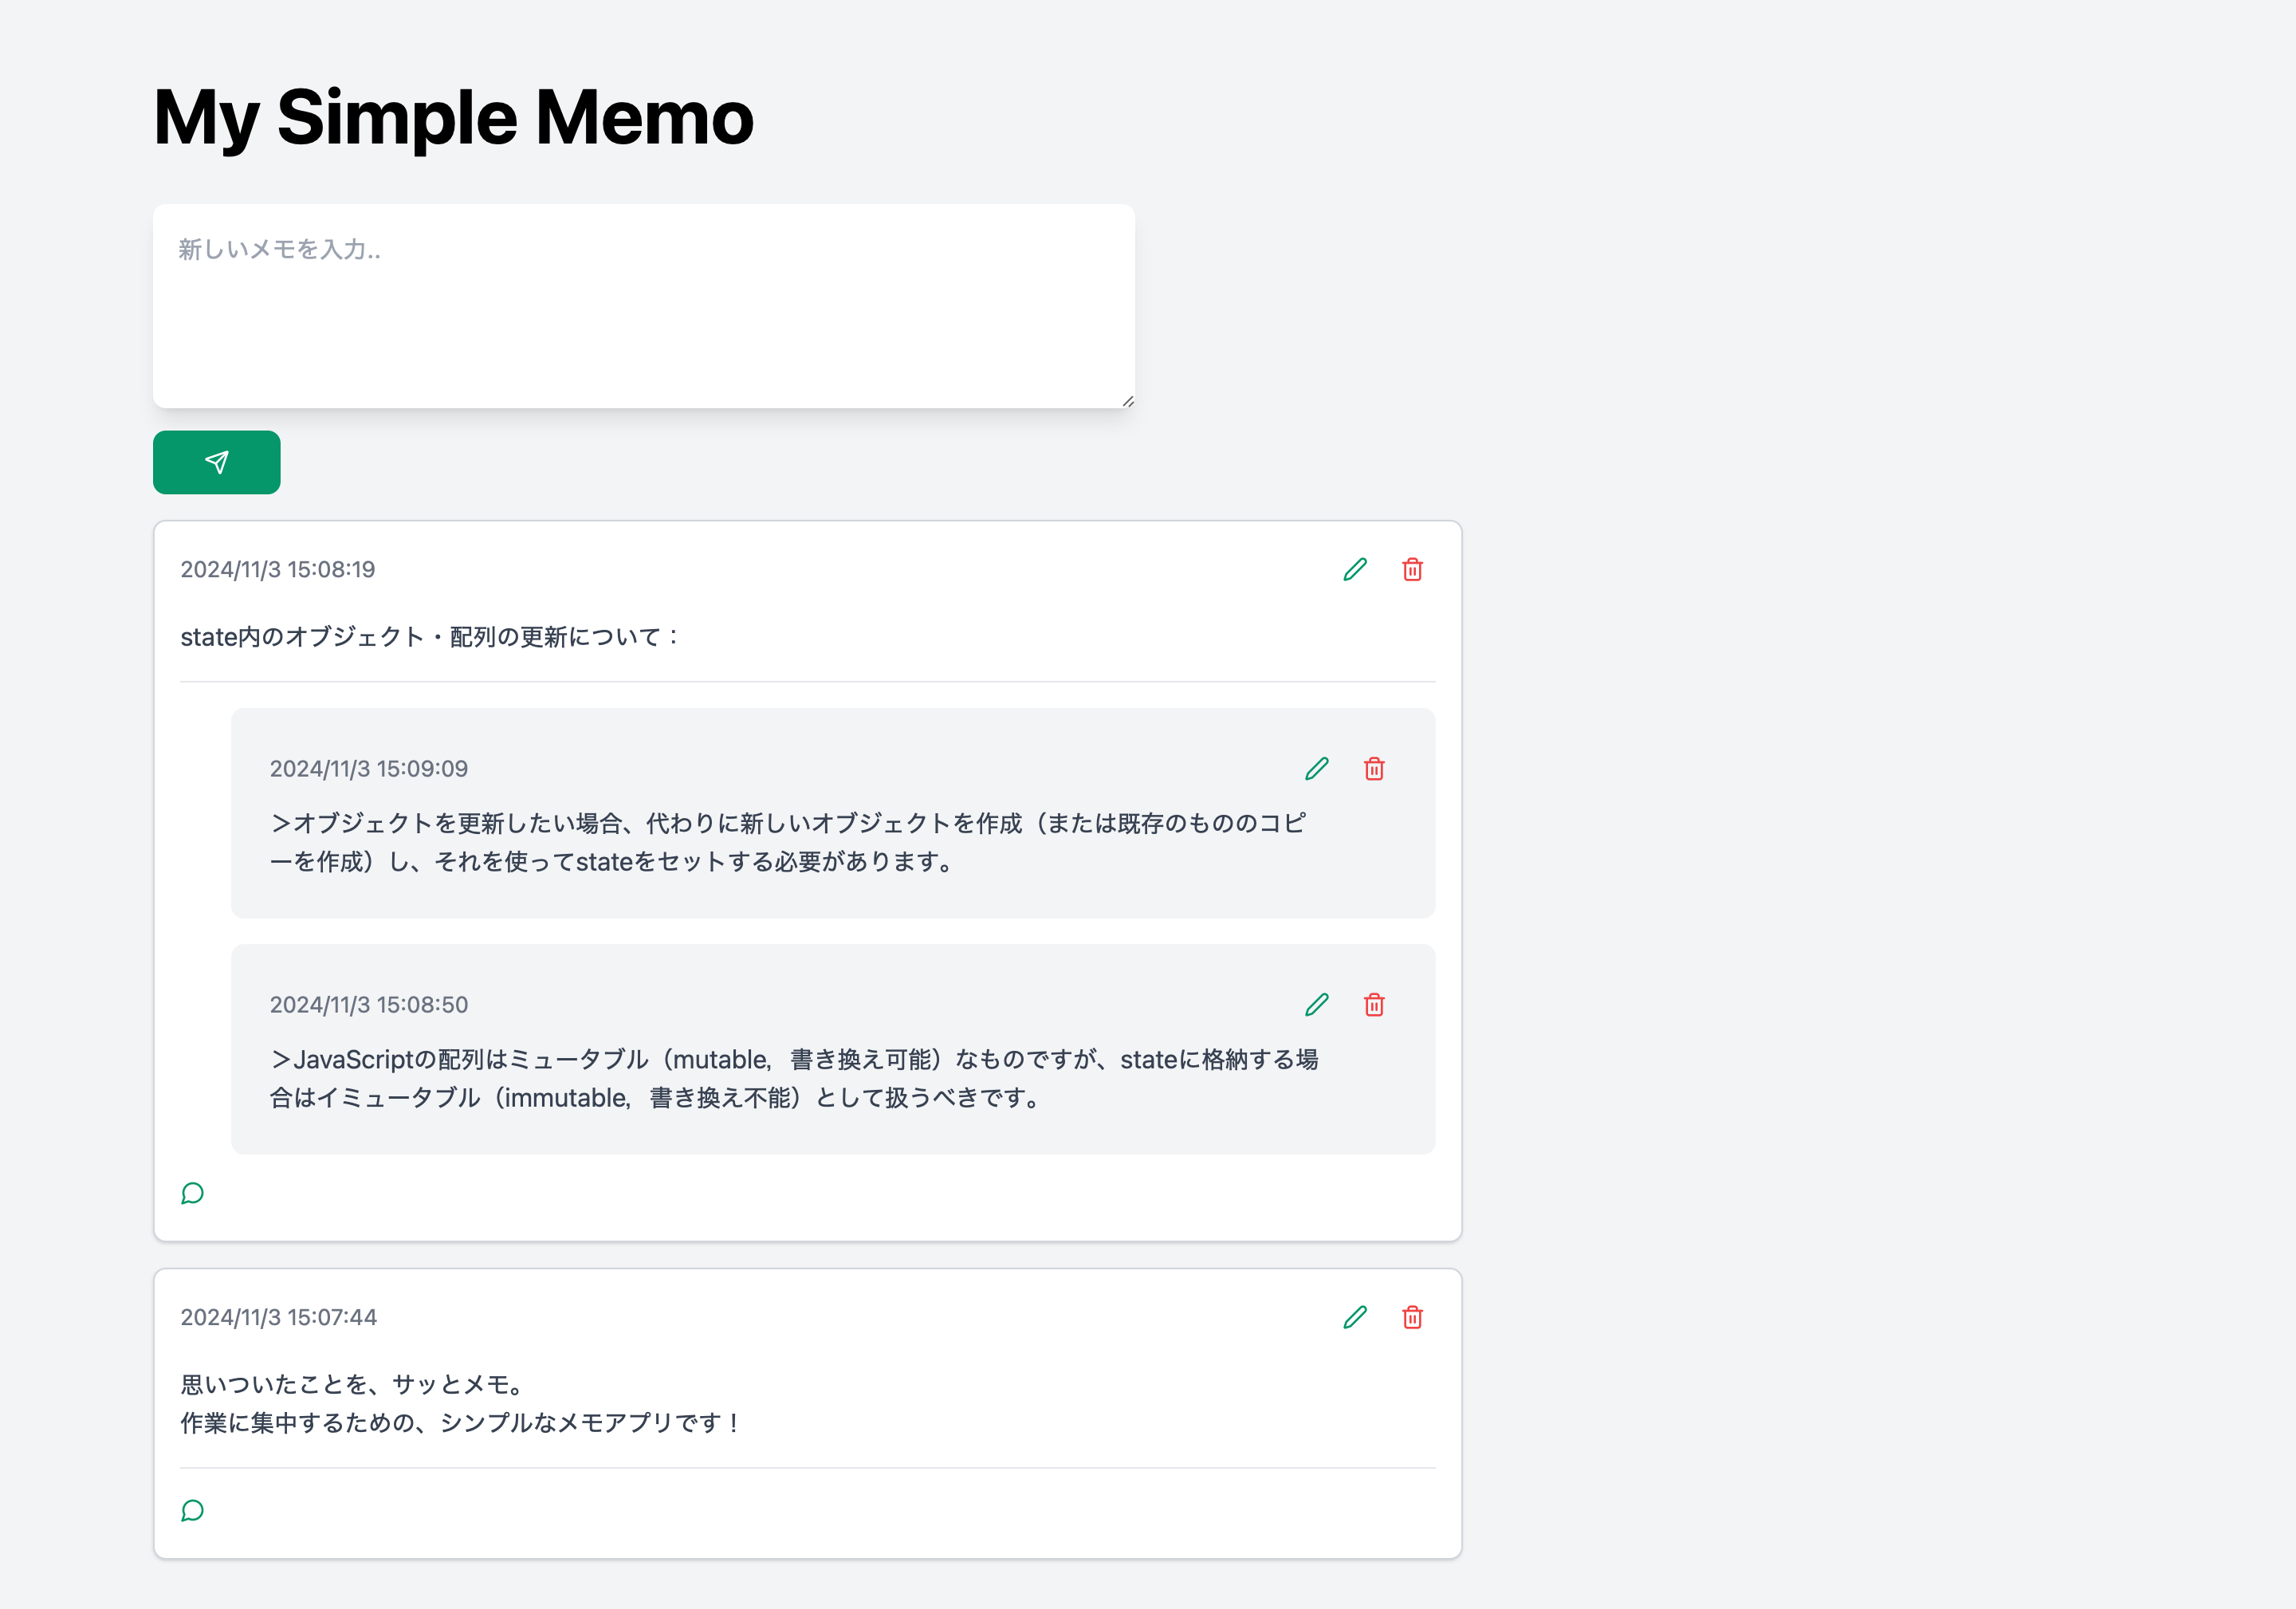 My Simple Memo
新しいメモを入力..
2024/11/3 15:08:19
state内のオブジェクト・配列の更新について：
2024/11/3 15:09:09
＞オブジェクトを更新したい場合、代わりに新しいオブジェクトを作成（または既存のもののコピ
ーを作成）し、それを使ってstateをセットする必要があります。
2024/11/3 15:08:50
＞JavaScriptの配列はミュータブル（mutable, 書き換え可能）なものですが、stateに格納する場
合はイミュータブル（immutable, 書き換え不能）として扱うべきです。
2024/11/3 15:07:44
思いついたことを、サッとメモ。
作業に集中するための、シンプルなメモアプリです！